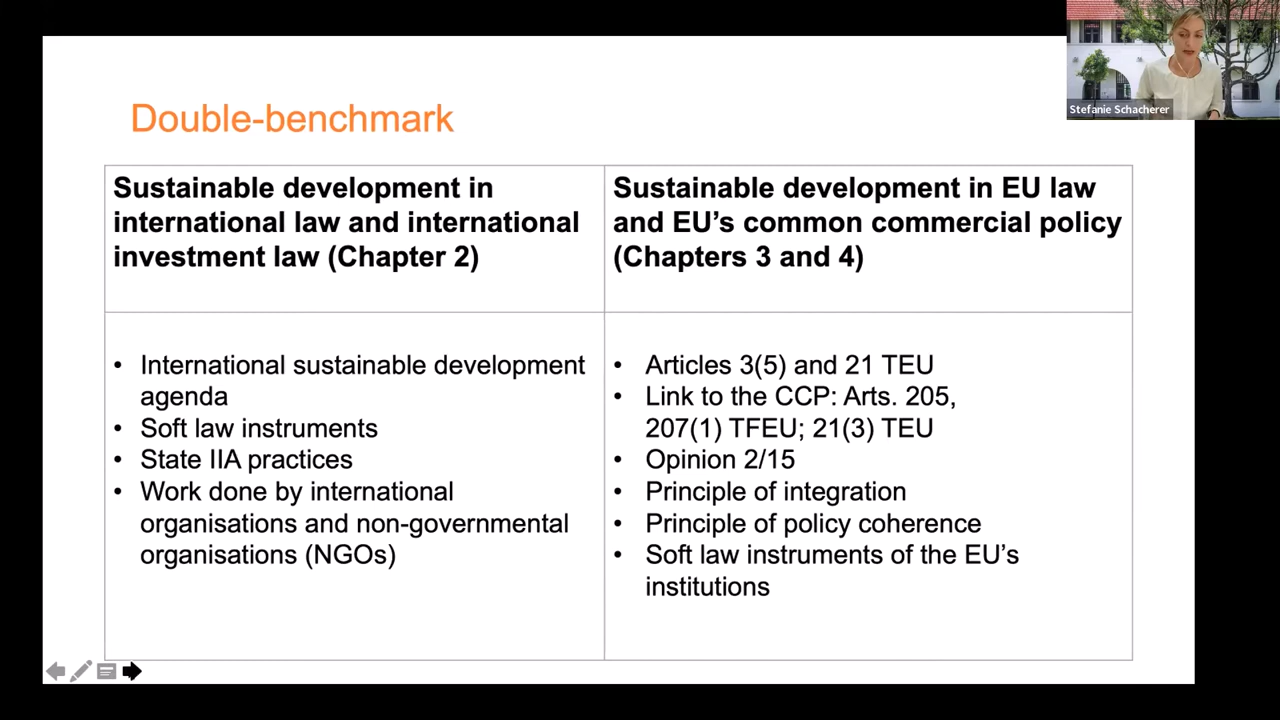 Stefanie Schacherer
Double-benchmark
Sustainable development in
international law and international
investment law (Chapter 2)
Sustainable development in EU law
and EU’s common commercial policy
(Chapters 3 and 4)
• International sustainable development
agenda
• Soft law instruments
• State IIA practices
• Work done by international
organisations and non-governmental
organisations (NGOs)
• Articles 3(5) and 21 TEU
• Link to the CCP: Arts. 205,
207(1) TFEU; 21(3) TEU
• Opinion 2/15
• Principle of integration
• Principle of policy coherence
• Soft law instruments of the EU’s
institutions